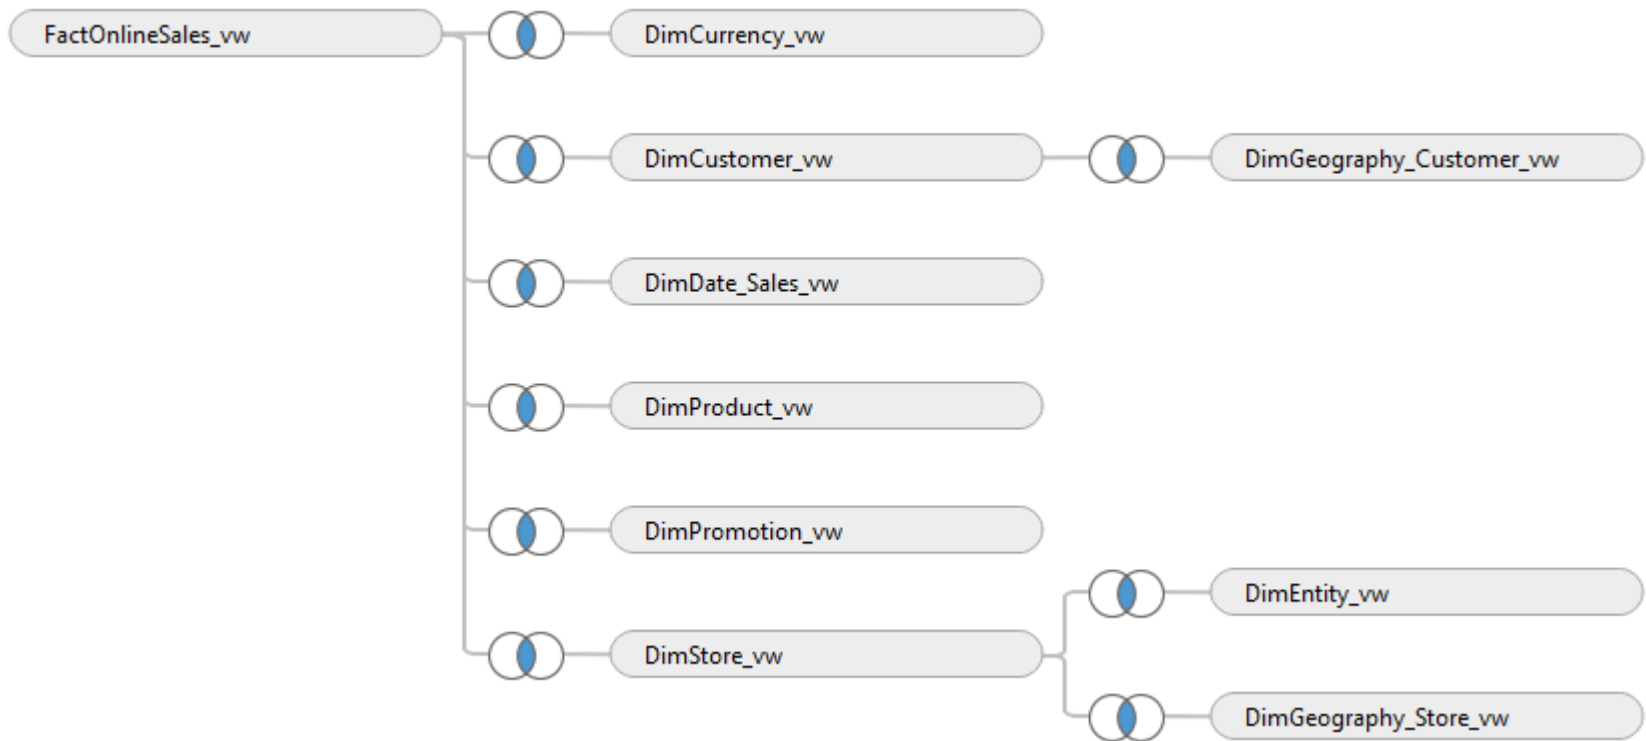 FactOnlineSales_vw
DimCurrency_vw
DimCustomer_vw
DimGeography_Customer_vw
DimDate_Sales_vw
DimProduct_vw
DimPromotion_vw
DimEntity_vw
DimStore_vw
DimGeography_Store_vw